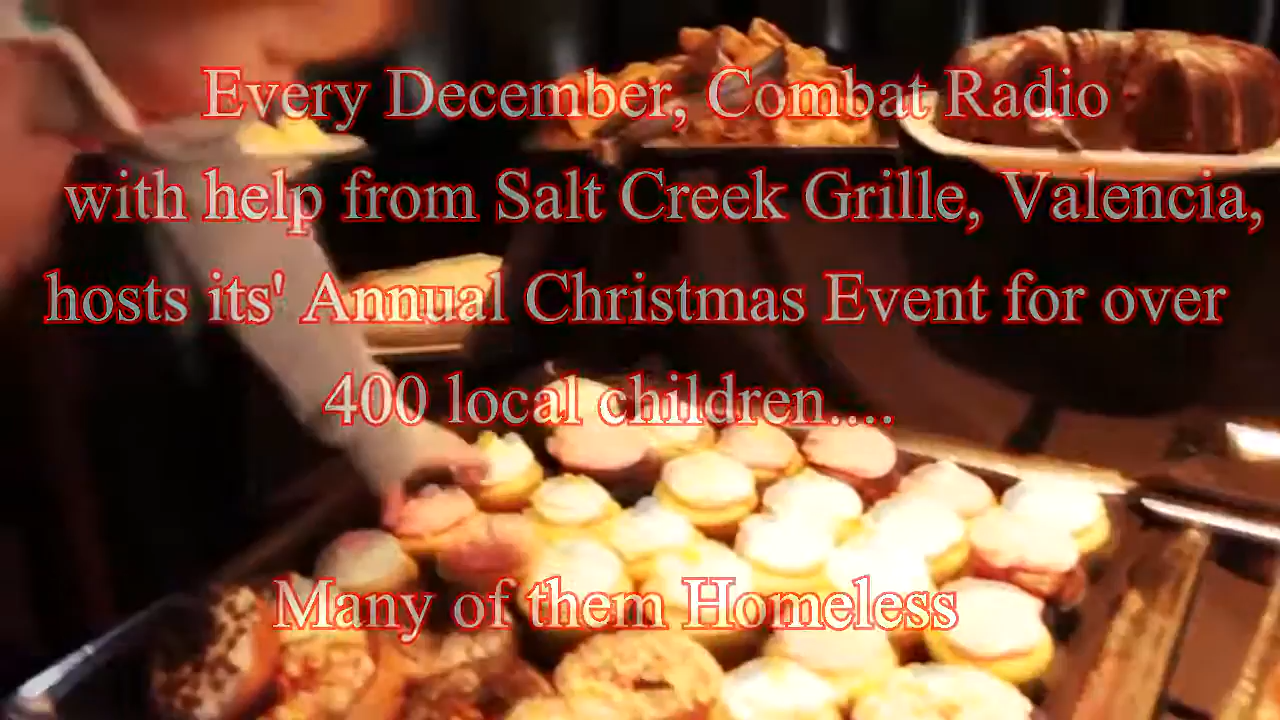 Every December, Combat Radio
with help from Salt Creek Grille, Valencia,
hosts its' Annual Christmas Event for over
400 local children....
Many of them Homeless